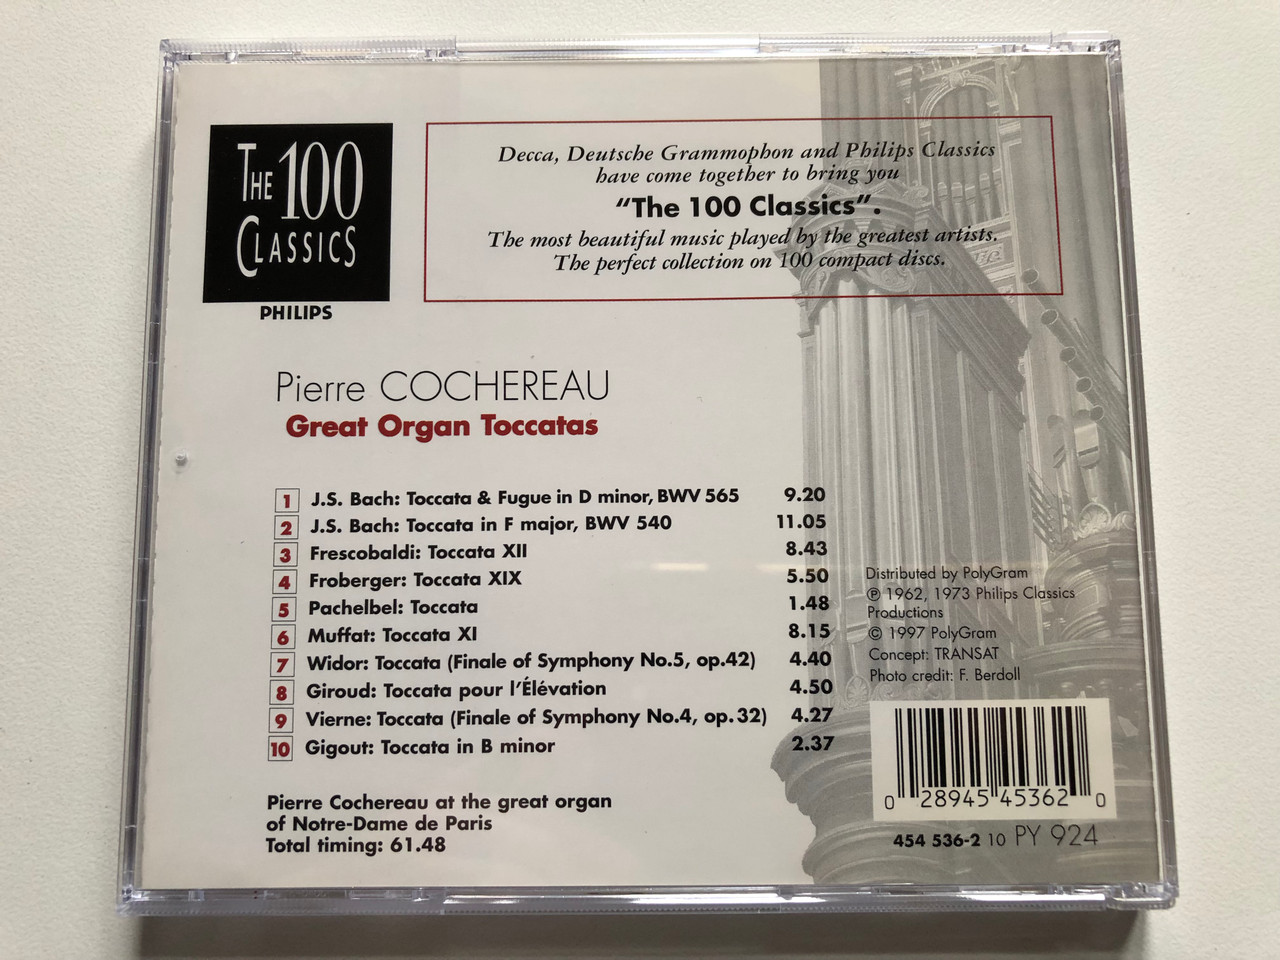 THE 100
CLASSICS
PHILIPS
Decca, Deutsche Grammophon and Philips Classics
have come together to bring you
“The 100 Classics”.
The most beautiful music played by the greatest artists.
The perfect collection on 100 compact discs.
Pierre COCHEREAU
Great Organ Toccatas
1 J.S. Bach: Toccata & Fugue in D minor, BWV 565 9.20
2 J.S. Bach: Toccata in F major, BWV 540 11.05
3 Frescobaldi: Toccata XII 8.43
4 Froberger: Toccata XIX 5.50
5 Pachelbel: Toccata 1.48
6 Muffat: Toccata XI 8.15
7 Widor: Toccata (Finale of Symphony No.5, op.42) 4.40
8 Giroud: Toccata pour l'Élévation 4.50
9 Vierne: Toccata (Finale of Symphony No.4, op.32) 4.27
10 Gigout: Toccata in B minor 2.37
Pierre Cochereau at the great organ
of Notre-Dame de Paris
Total timing: 61.48
Distributed by PolyGram
℗ 1962, 1973 Philips Classics
Productions
© 1997 PolyGram
Concept: TRANSAT
Photo credit: F. Berdoll
0 28945 45362 0
454 536-2 10 PY 924